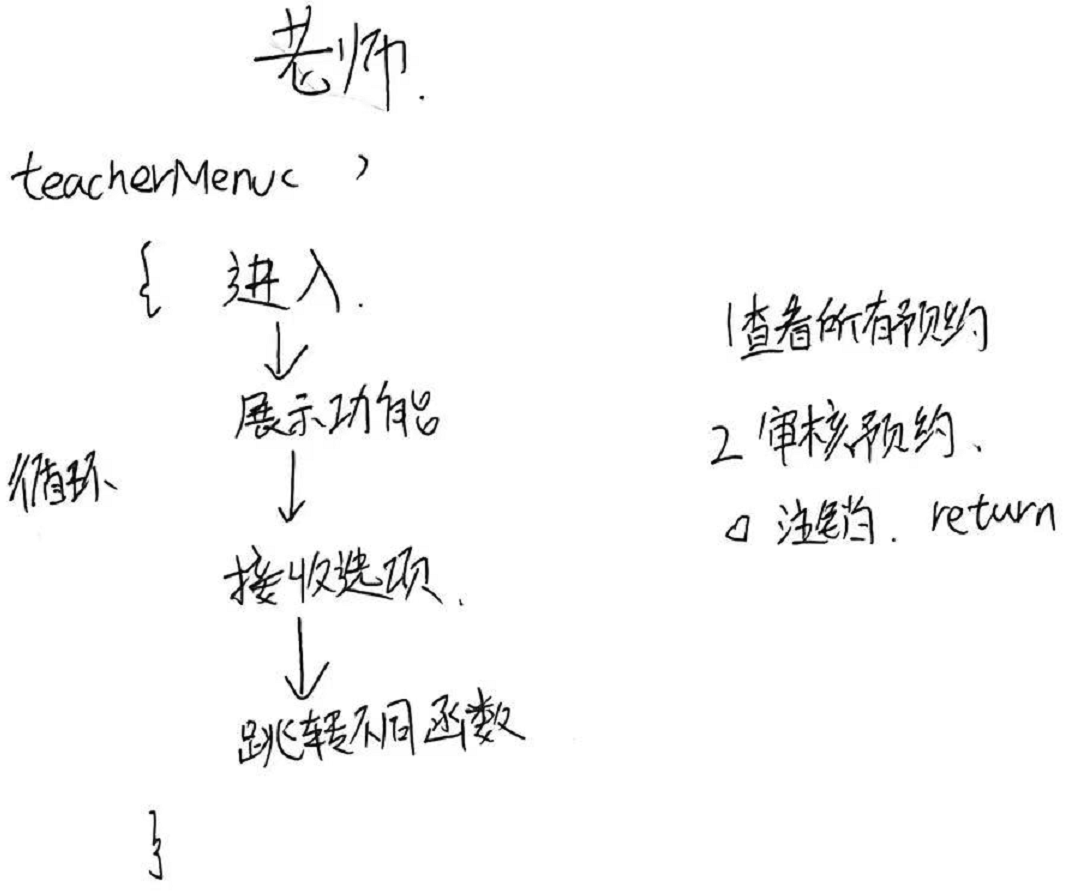 老师.
teacherMenu( )
{ 进入.
↓
展示功能
循环
↓
接收选项.
↓
跳转不同函数
}
1查看所有预约
2 审核预约、
0 注销. return